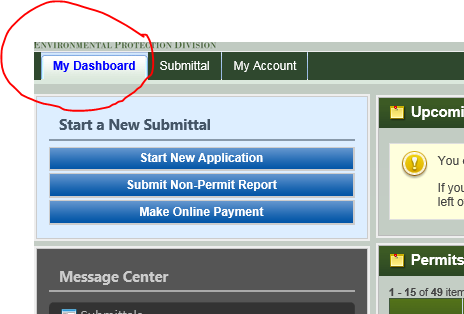 ENVIRONMENTAL PROTECTION DIVISION
My Dashboard Submittal My Account
Start a New Submittal
Start New Application
Submit Non-Permit Report
Make Online Payment
Message Center
Submittals
Upcomi
You
If you
left o
Permits
1 - 15 of 49 item